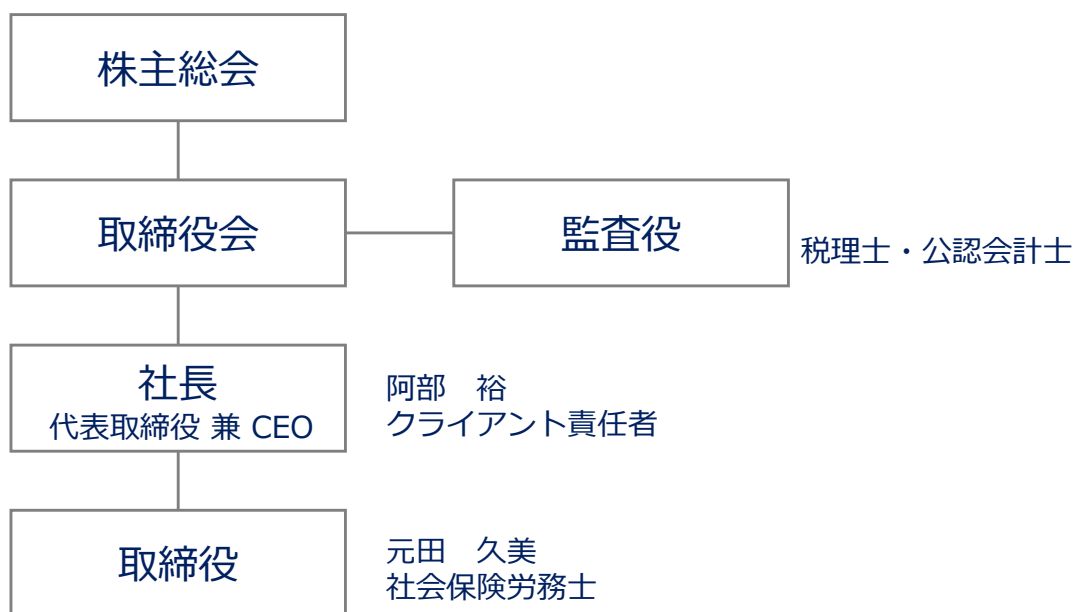 株主総会
取締役会
監査役
税理士・公認会計士
社長
代表取締役 兼 CEO
阿部　裕
クライアント責任者
取締役
元田　久美
社会保険労務士